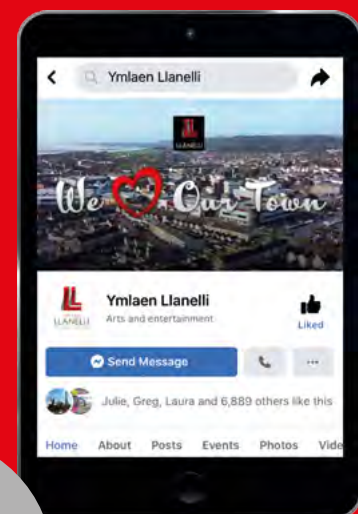 Ymlaen Llanelli
LLANELLI
We Our Town
Ymlaen Llanelli
Arts and entertainment
LLANELLI
Liked
Send Message
Julie, Greg, Laura and 6,889 others like this
Home About Posts Events Photos Vide